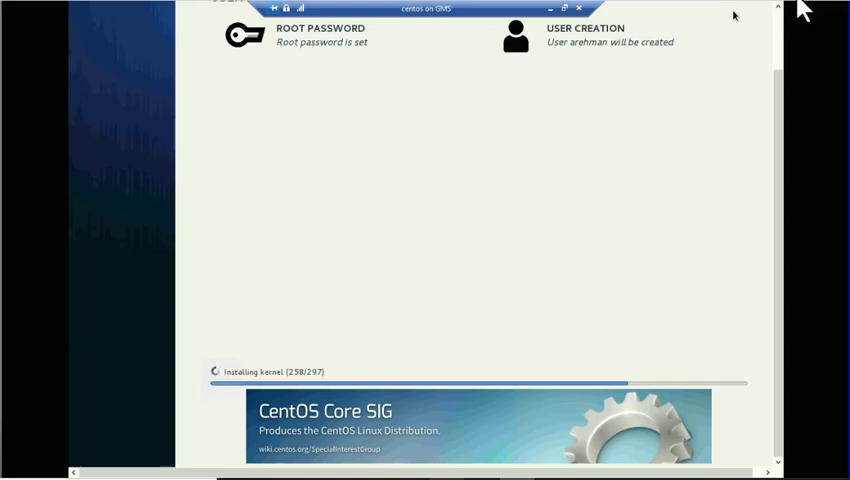 centos on GMS
ROOT PASSWORD
Root password is set
USER CREATION
User arehman will be created
Installing kernel (258/297)
CentOS Core SIG
Produces the CentOS Linux Distribution.
wiki.centos.org/SpecialInterestGroup